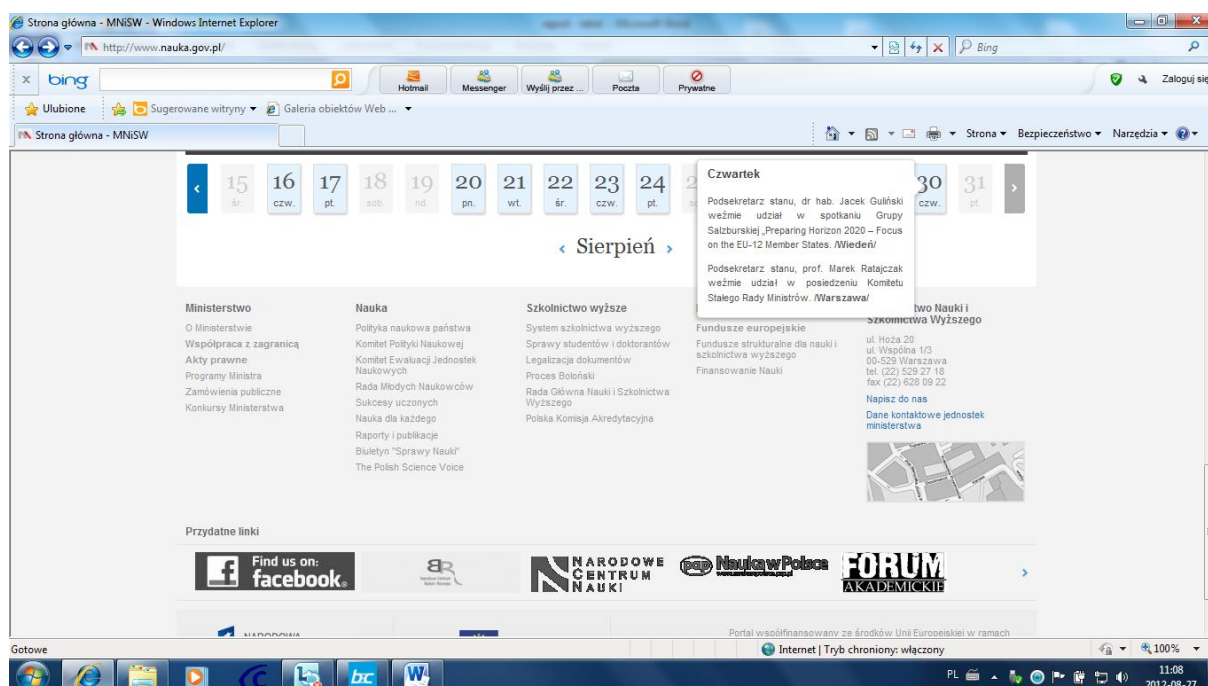 Strona główna - MNiSW - Windows Internet Explorer
http://www.nauka.gov.pl/
Bing
x bing
Hotmail Messenger Wyślij przez ... Poczta Prywatne
Zaloguj się
Ulubione Sugerowane witryny Galeria obiektów Web ...
Strona główna - MNiSW
Strona Bezpieczeństwo Narzędzia
15 16 17 18 19 20 21 22 23 24 30 31
śr. czw. pt. sob. nd. pn. wt. śr. czw. pt. czw. pt.
Sierpień
Czwartek
Podsekretarz stanu, dr hab. Jacek Guliński
weźmie udział w spotkaniu Grupy
Salzburskiej „Preparing Horizon 2020 – Focus
on the EU-12 Member States. /Wiedeń/
Podsekretarz stanu, prof. Marek Ratajczak
weźmie udział w posiedzeniu Komitetu
Stałego Rady Ministrów. /Warszawa/
Ministerstwo
O Ministerstwie
Współpraca z zagranicą
Akty prawne
Programy Ministra
Zamówienia publiczne
Konkursy Ministerstwa
Nauka
Polityka naukowa państwa
Komitet Polityki Naukowej
Komitet Ewaluacji Jednostek
Naukowych
Rada Młodych Naukowców
Sukcesy uczonych
Nauka dla każdego
Raporty i publikacje
Biuletyn "Sprawy Nauki"
The Polish Science Voice
Szkolnictwo wyższe
System szkolnictwa wyższego
Sprawy studentów i doktorantów
Legalizacja dokumentów
Proces Boloński
Rada Główna Nauki i Szkolnictwa
Wyższego
Polska Komisja Akredytacyjna
Fundusze europejskie
Fundusze strukturalne dla nauki i
szkolnictwa wyższego
Finansowanie Nauki
Nauki i
Szkolnictwa Wyższego
ul. Hoża 20
ul. Wspólna 1/3
00-529 Warszawa
tel. (22) 529 27 18
fax (22) 628 09 22
Napisz do nas
Dane kontaktowe jednostek
ministerstwa
Przydatne linki
Find us on:
facebook
NARODOWE
CENTRUM
NAUKI
pap Nauka w Polsce
FORUM
AKADEMICKIE
NARODOWA
Portal współfinansowany ze środków Unii Europejskiej w ramach
Gotowe
Internet | Tryb chroniony: włączony
100%
bc W
PL
11:08
2012-08-27